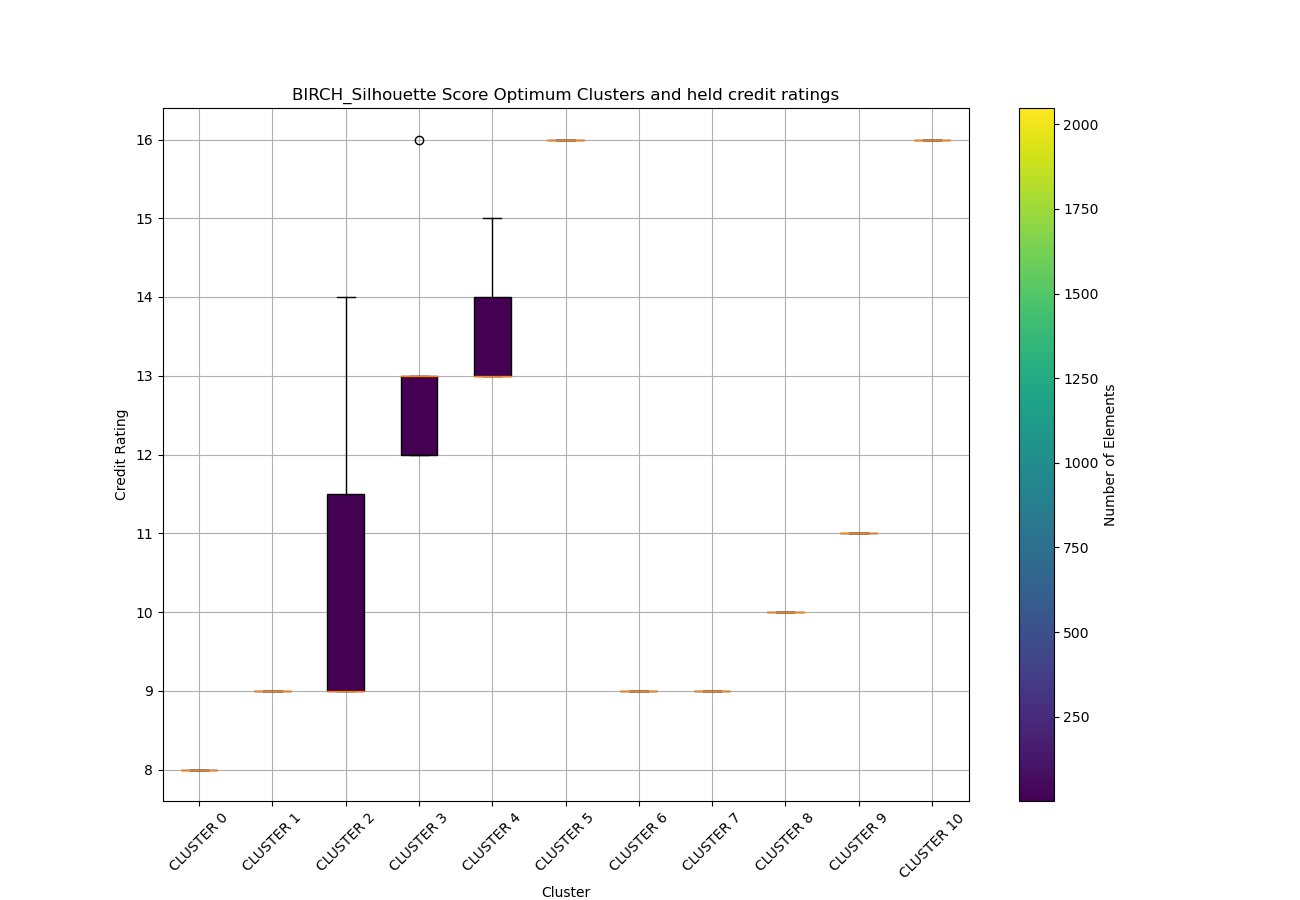 BIRCH_Silhouette Score Optimum Clusters and held credit ratings
16
15
14
13
12
11
10
9
8
Credit Rating
CLUSTER 0
CLUSTER 1
CLUSTER 2
CLUSTER 3
CLUSTER 4
CLUSTER 5
CLUSTER 6
CLUSTER 7
CLUSTER 8
CLUSTER 9
CLUSTER 10
Cluster
2000
1750
1500
1250
1000
750
500
250
Number of Elements